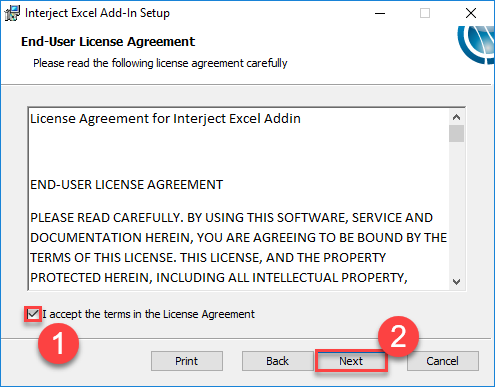 Interject Excel Add-In Setup
End-User License Agreement
Please read the following license agreement carefully
License Agreement for Interject Excel Addin
END-USER LICENSE AGREEMENT
PLEASE READ CAREFULLY. BY USING THIS SOFTWARE, SERVICE AND
DOCUMENTATION HEREIN, YOU ARE AGREEING TO BE BOUND BY THE
TERMS OF THIS LICENSE. THIS LICENSE, AND THE PROPERTY
PROTECTED HEREIN, INCLUDING ALL INTELLECTUAL PROPERTY,
I accept the terms in the License Agreement
1
2
Print Back Next Cancel